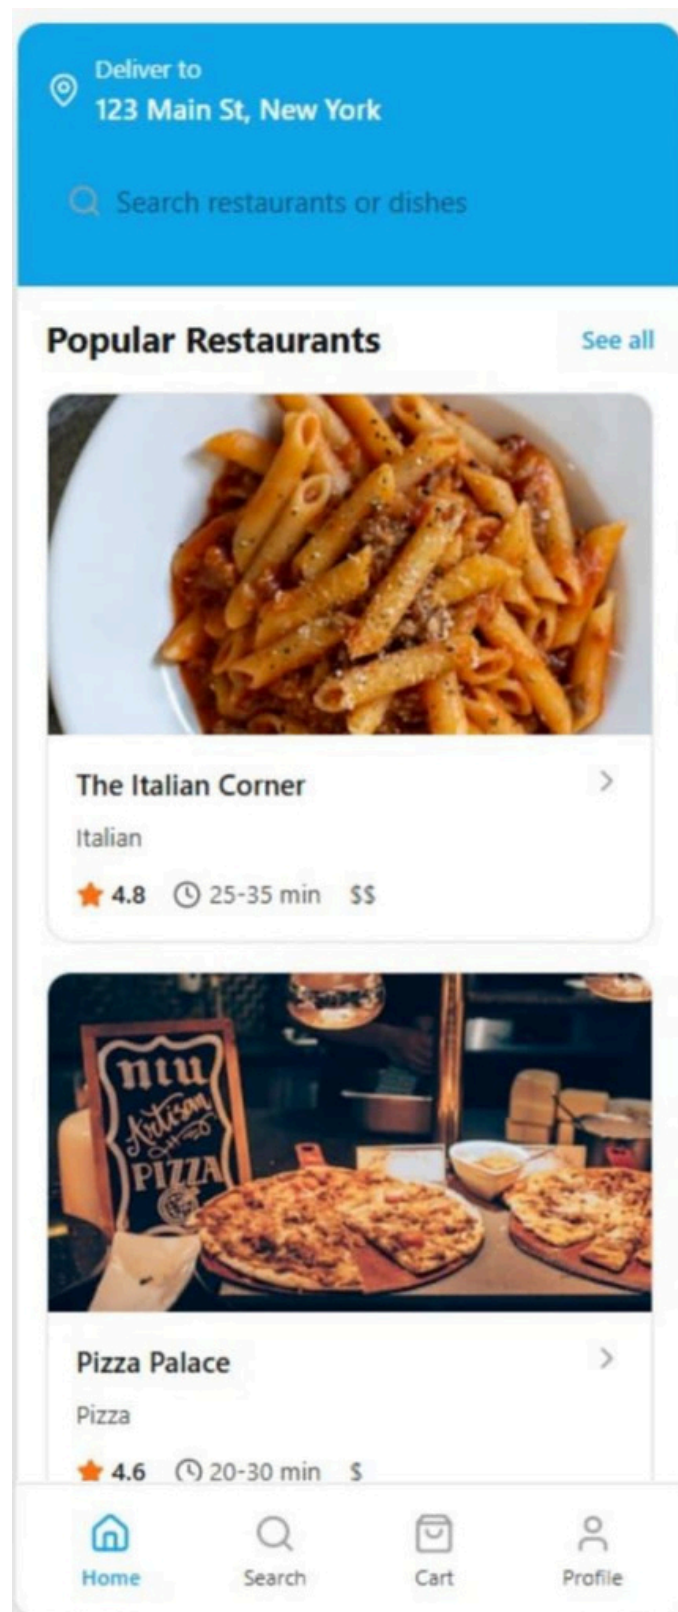 Deliver to
123 Main St, New York
Search restaurants or dishes
Popular Restaurants
See all
The Italian Corner
Italian
4.8 25-35 min $$
niu
Artisan
PIZZA
Pizza Palace
Pizza
4.6 20-30 min $
Home
Search
Cart
Profile